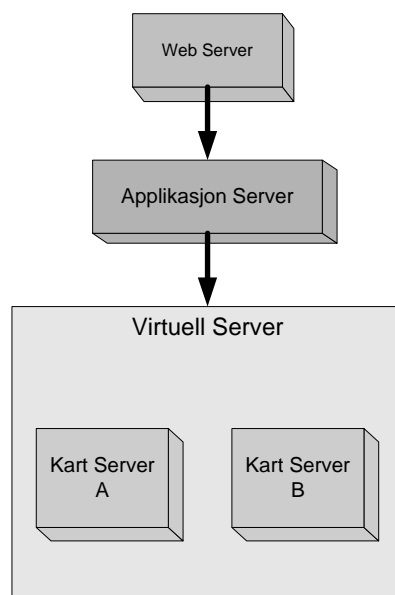 Web Server
Applikasjon Server
Virtuell Server
Kart Server
A
Kart Server
B